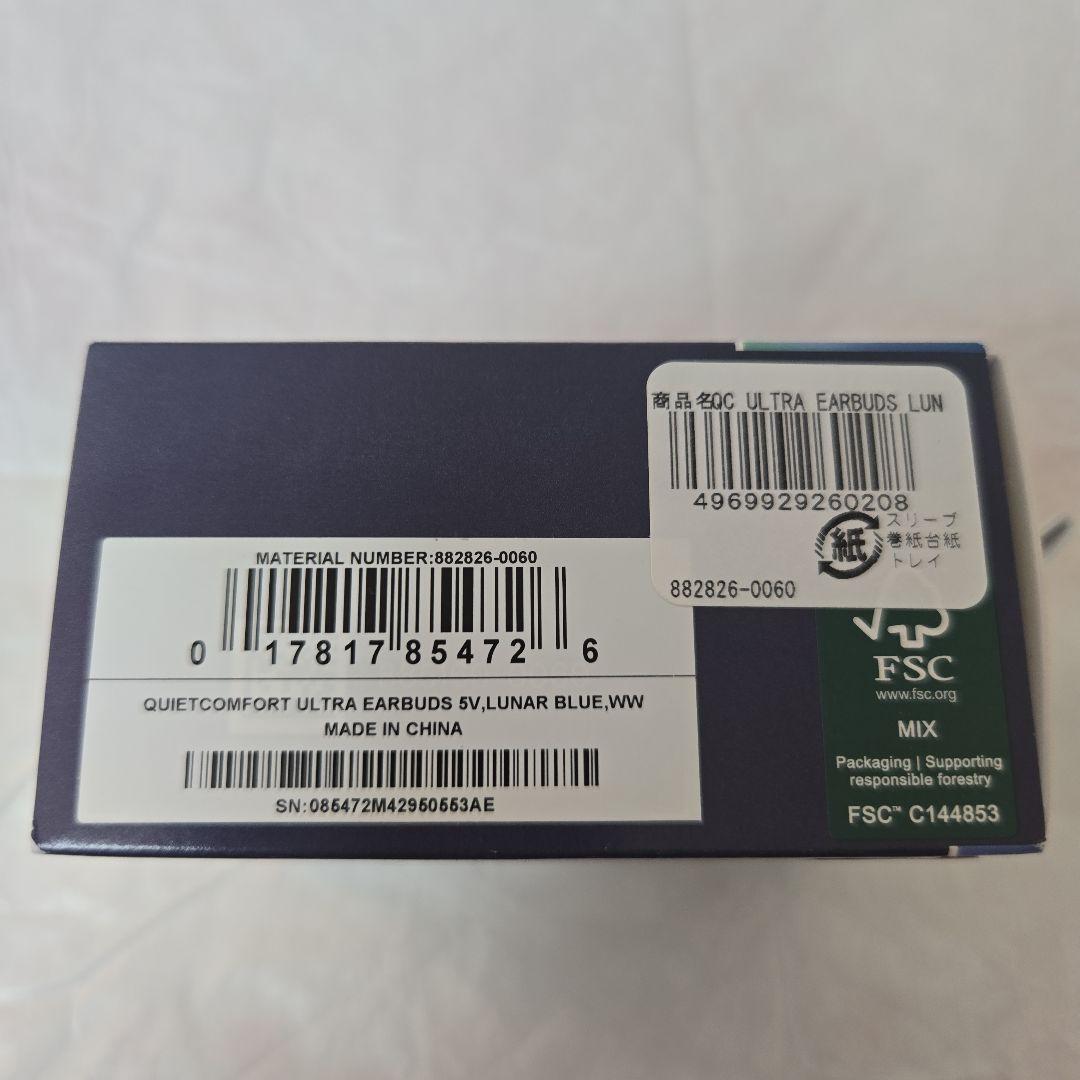 商品名QC ULTRA EARBUDS LUN
4969929260208
紙
スリーブ
巻紙台紙
トレイ
882826-0060
MATERIAL NUMBER:882826-0060
0 17817 85472 6
QUIETCOMFORT ULTRA EARBUDS 5V,LUNAR BLUE,WW
MADE IN CHINA
SN:085472M42950553AE
FSC
www.fsc.org
MIX
Packaging | Supporting
responsible forestry
FSC™ C144853